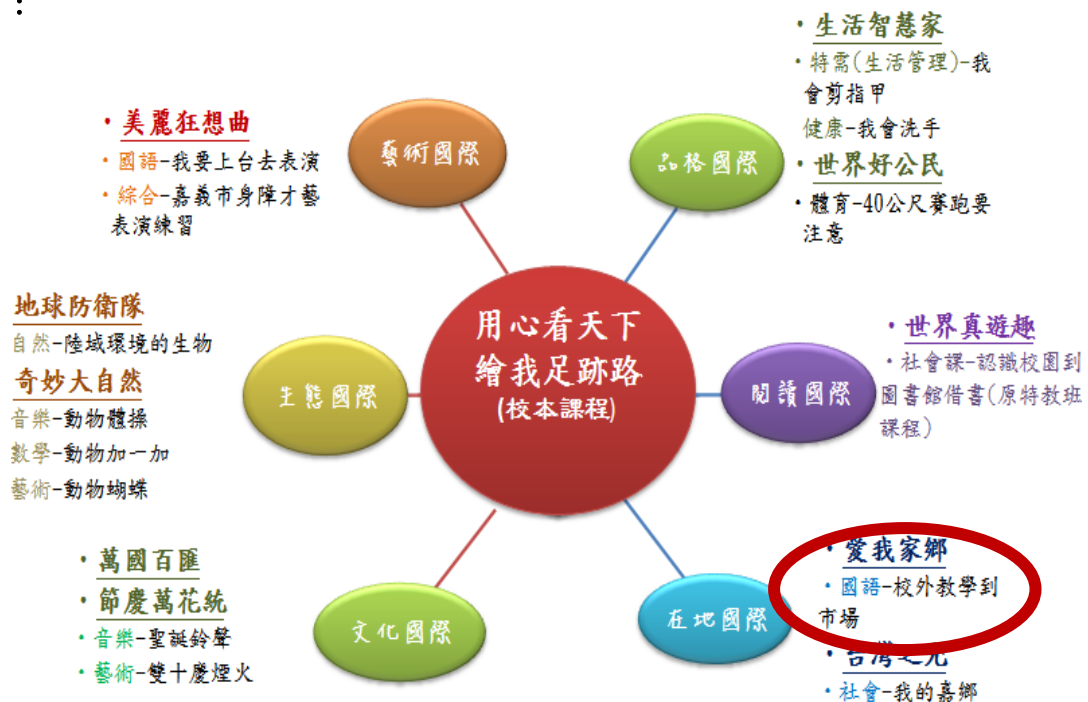 :
• 生活智慧家
• 特需(生活管理)-我
會剪指甲
健康-我會洗手
• 世界好公民
• 體育-40公尺賽跑要
注意
品格國際
藝術國際
• 美麗狂想曲
• 國語-我要上台去表演
• 綜合-嘉義市身障才藝
表演練習
用心看天下
繪我足跡路
(校本課程)
地球防衛隊
自然-陸域環境的生物
奇妙大自然
音樂-動物體操
數學-動物加一加
藝術-動物蝴蝶
生態國際
閱讀國際
• 世界真遊趣
• 社會課-認識校園到
圖書館借書(原特教班
課程)
• 萬國百匯
• 節慶萬花統
• 音樂-聖誕鈴聲
• 藝術-雙十慶煙火
文化國際
在地國際
• 愛我家鄉
• 國語-校外教學到
市場
• 台灣之光
• 社會-我的嘉鄉